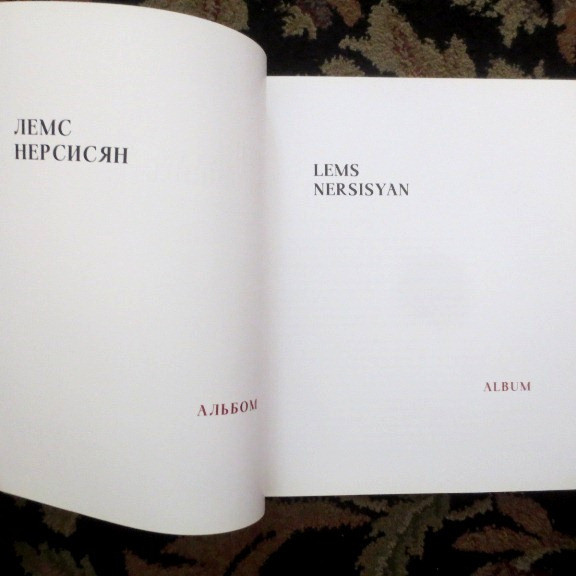 ЛЕМС
НЕРСИСЯН
АЛЬБОМ
LEMS
NERSISYAN
ALBUM